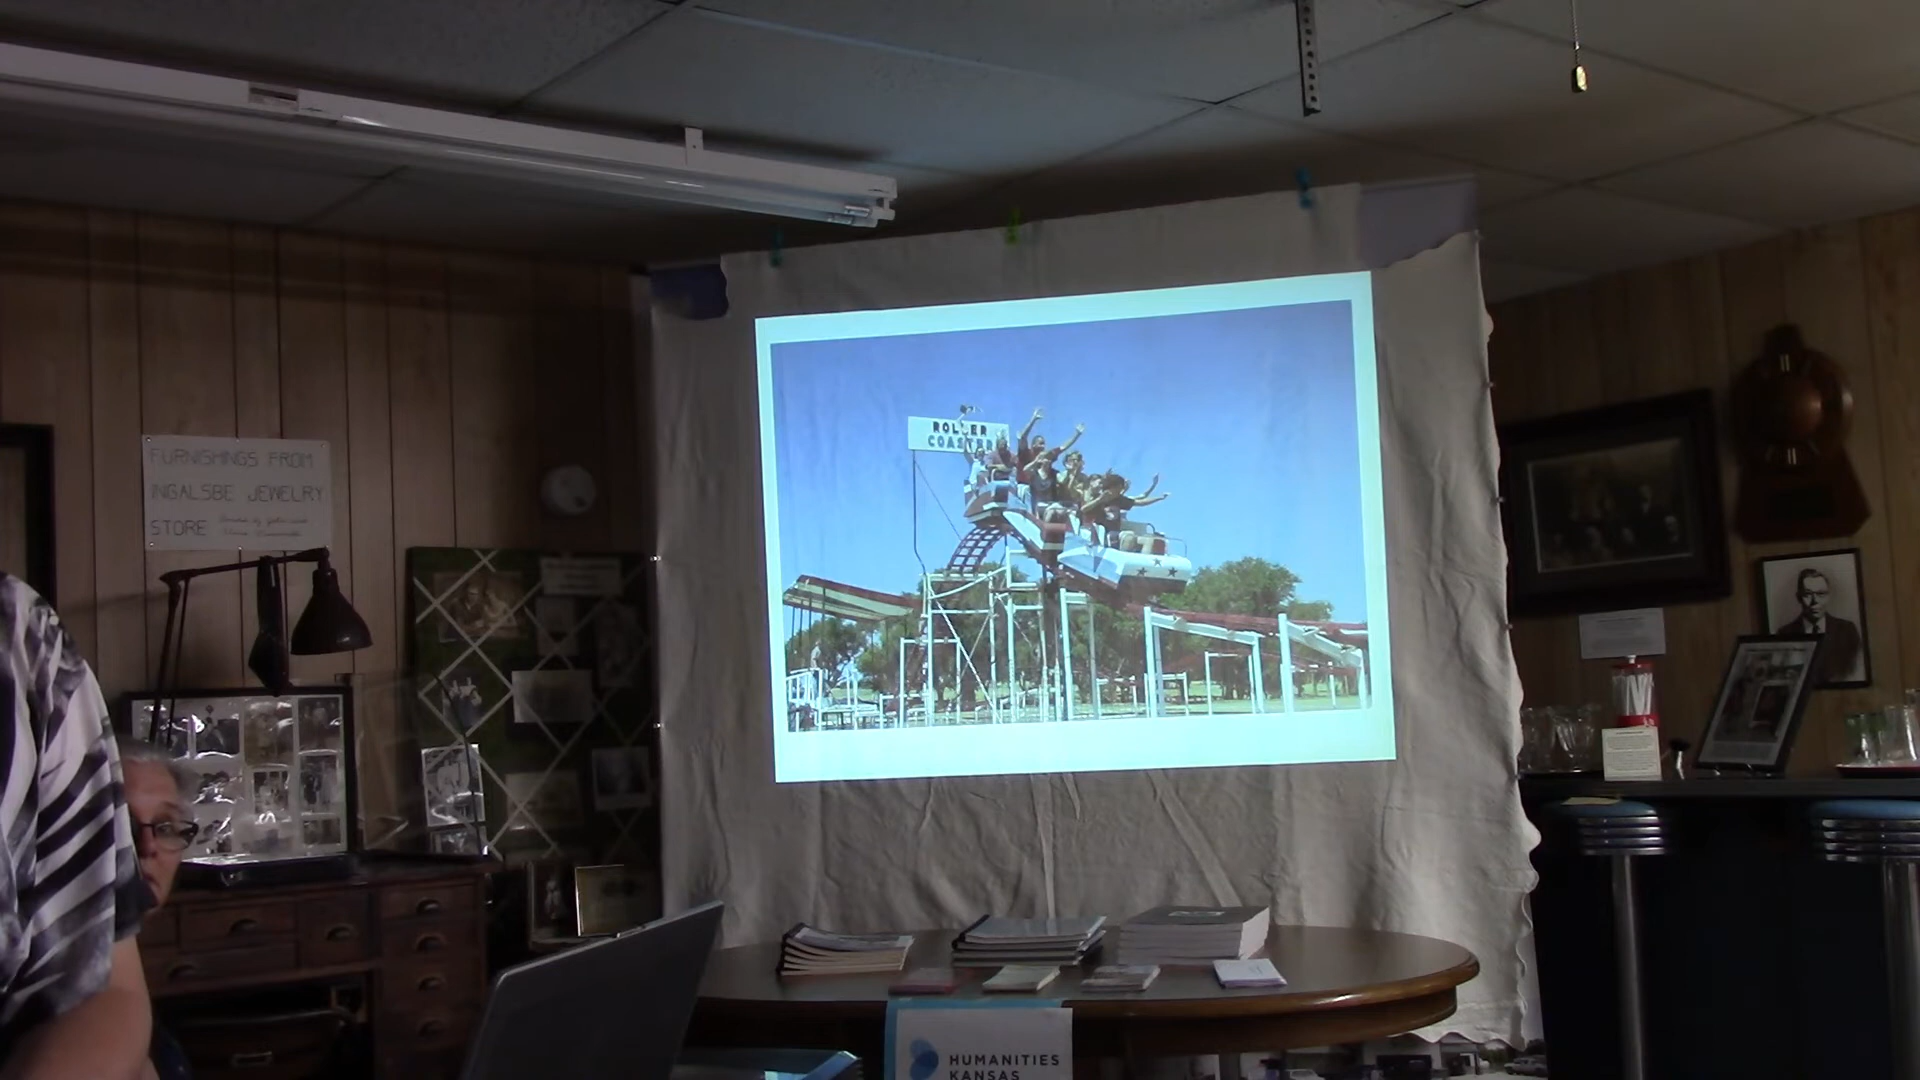 FURNISHINGS FROM
INGALSBE JEWELRY
STORE
ROLLER
COASTER
HUMANITIES
KANSAS